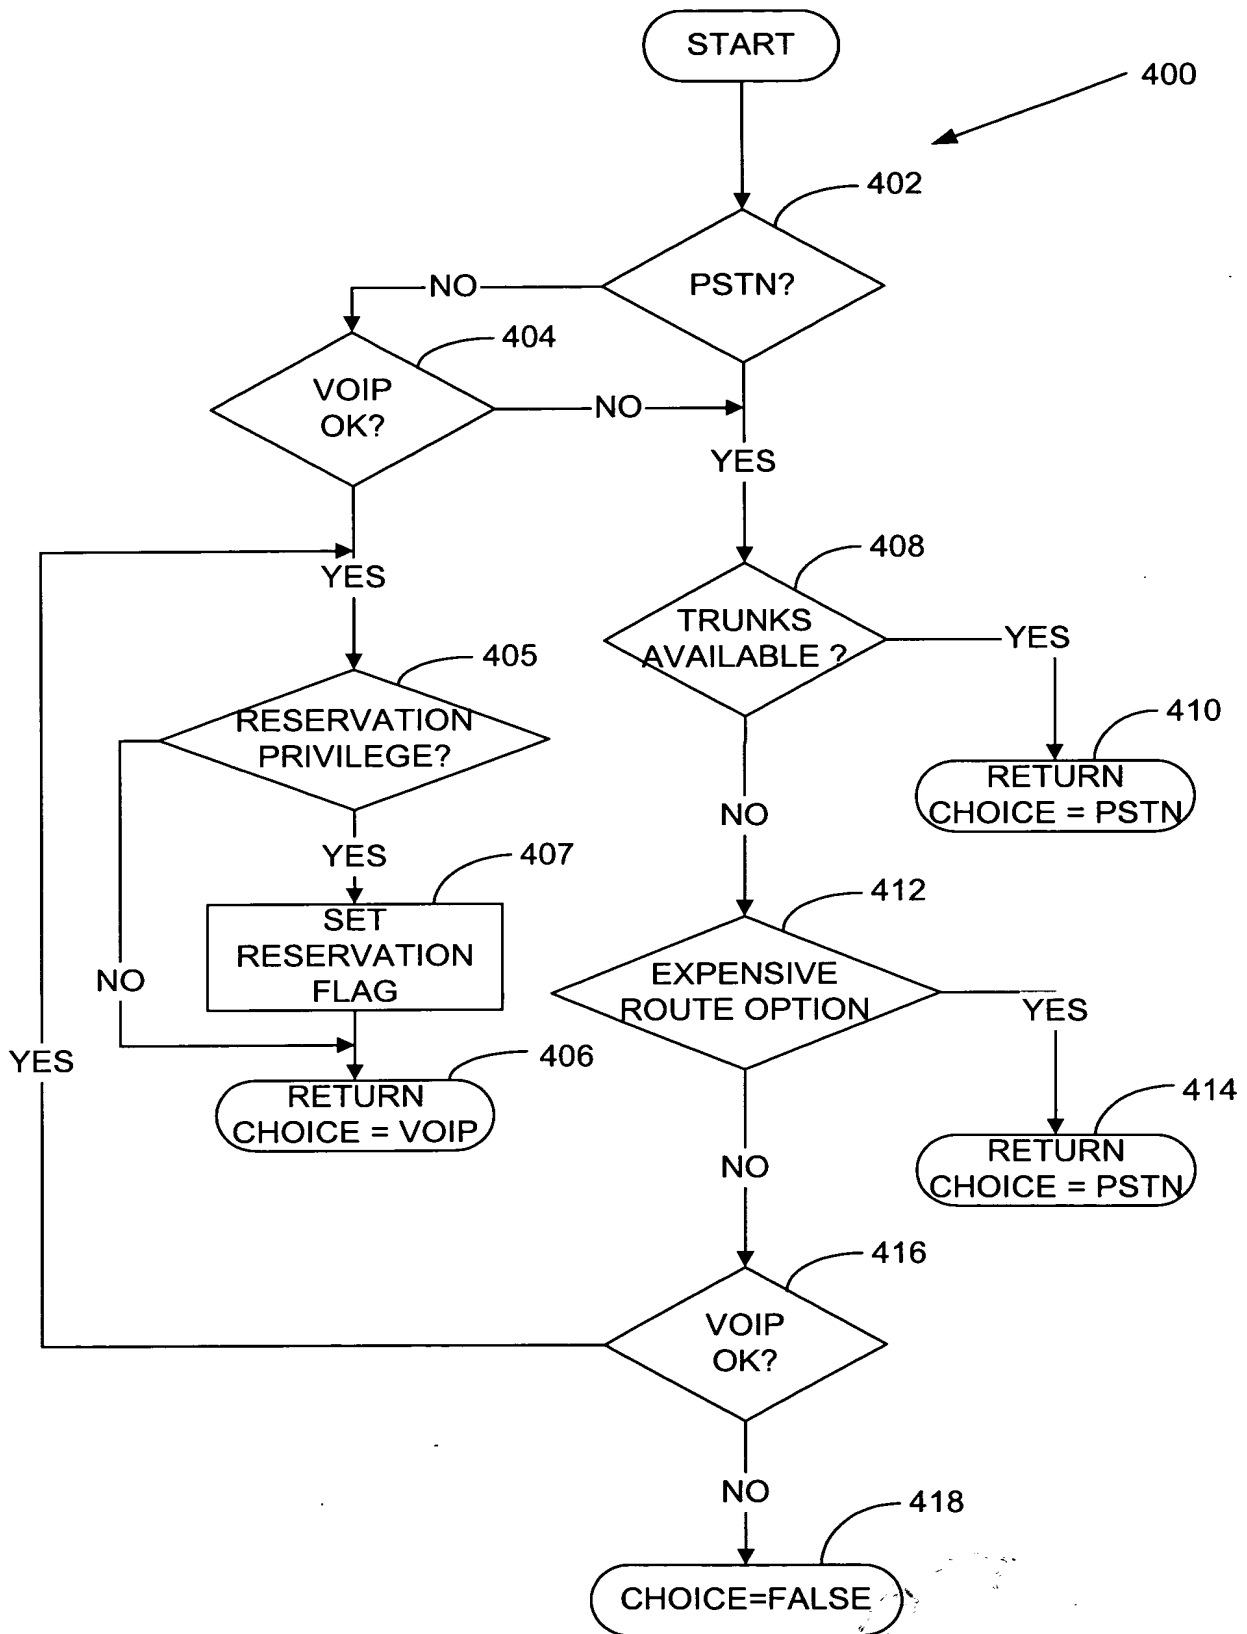 START
400
402
PSTN?
NO
404
VOIP
OK?
NO
YES
408
YES
TRUNKS
AVAILABLE ?
YES
405
RESERVATION
PRIVILEGE?
410
RETURN
CHOICE = PSTN
NO
YES
407
412
SET
RESERVATION
FLAG
NO
EXPENSIVE
ROUTE OPTION
YES
YES
406
RETURN
CHOICE = VOIP
414
RETURN
CHOICE = PSTN
NO
416
VOIP
OK?
NO
418
CHOICE=FALSE